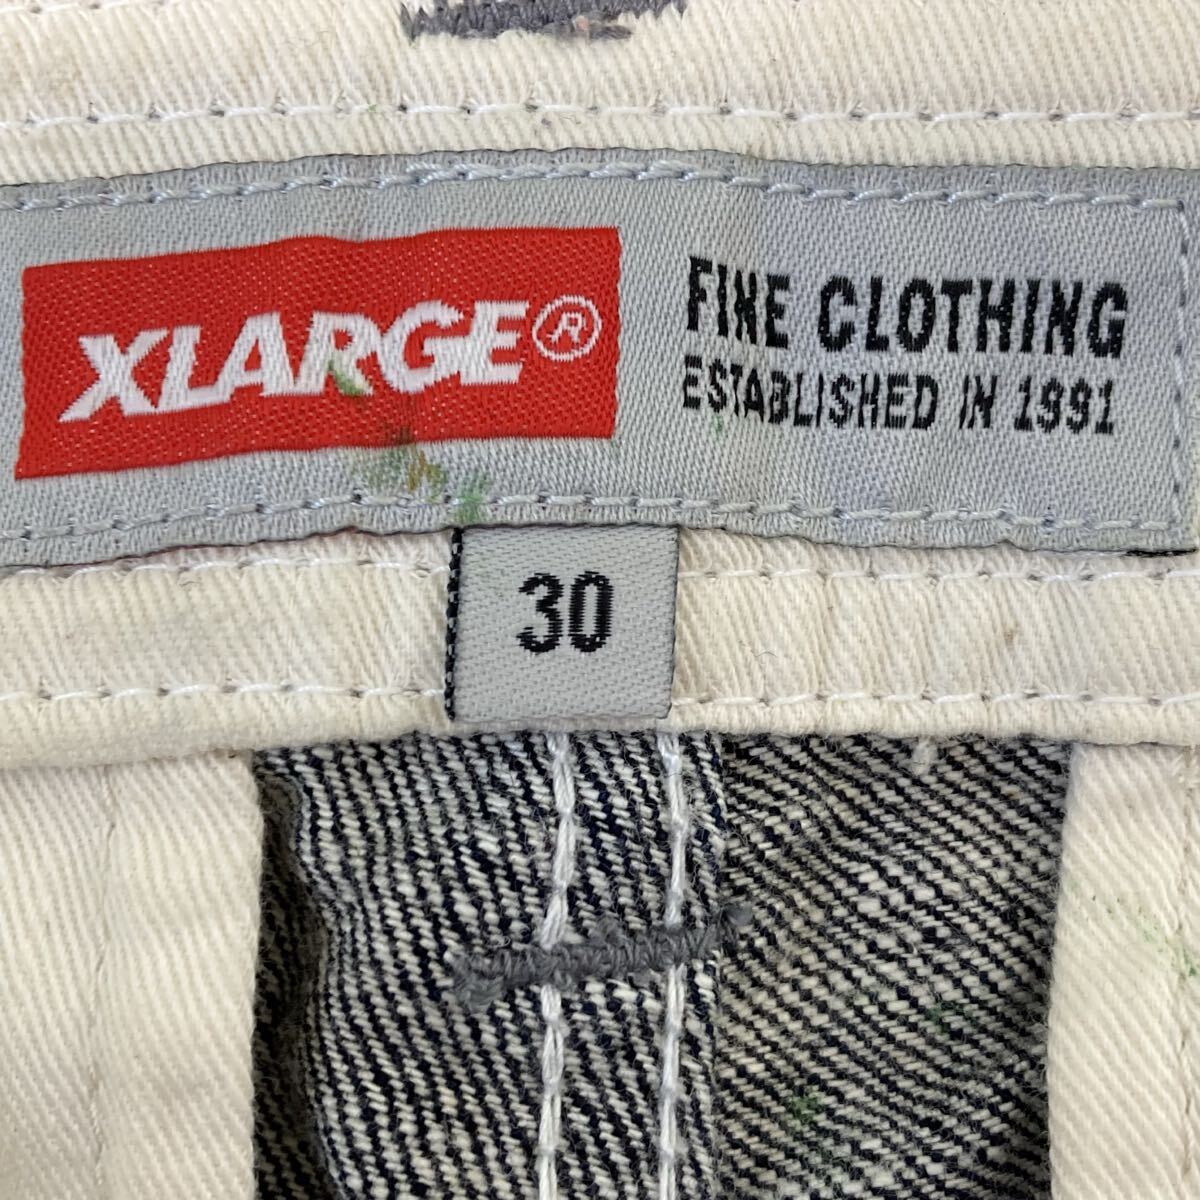 XLARGE®
FINE CLOTHING
ESTABLISHED IN 1991
30